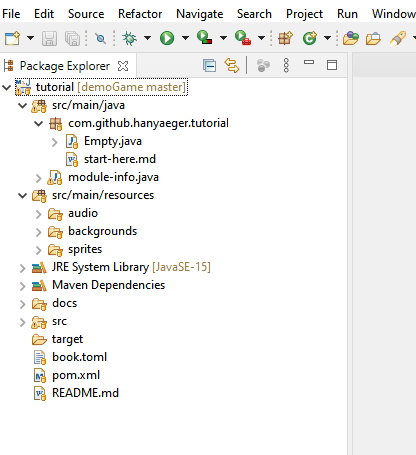 File Edit Source Refactor Navigate Search Project Run Window
Package Explorer
tutorial [demoGame master]
src/main/java
com.github.hanyaeger.tutorial
Empty.java
start-here.md
module-info.java
src/main/resources
audio
backgrounds
sprites
JRE System Library [JavaSE-15]
Maven Dependencies
docs
src
target
book.toml
pom.xml
README.md